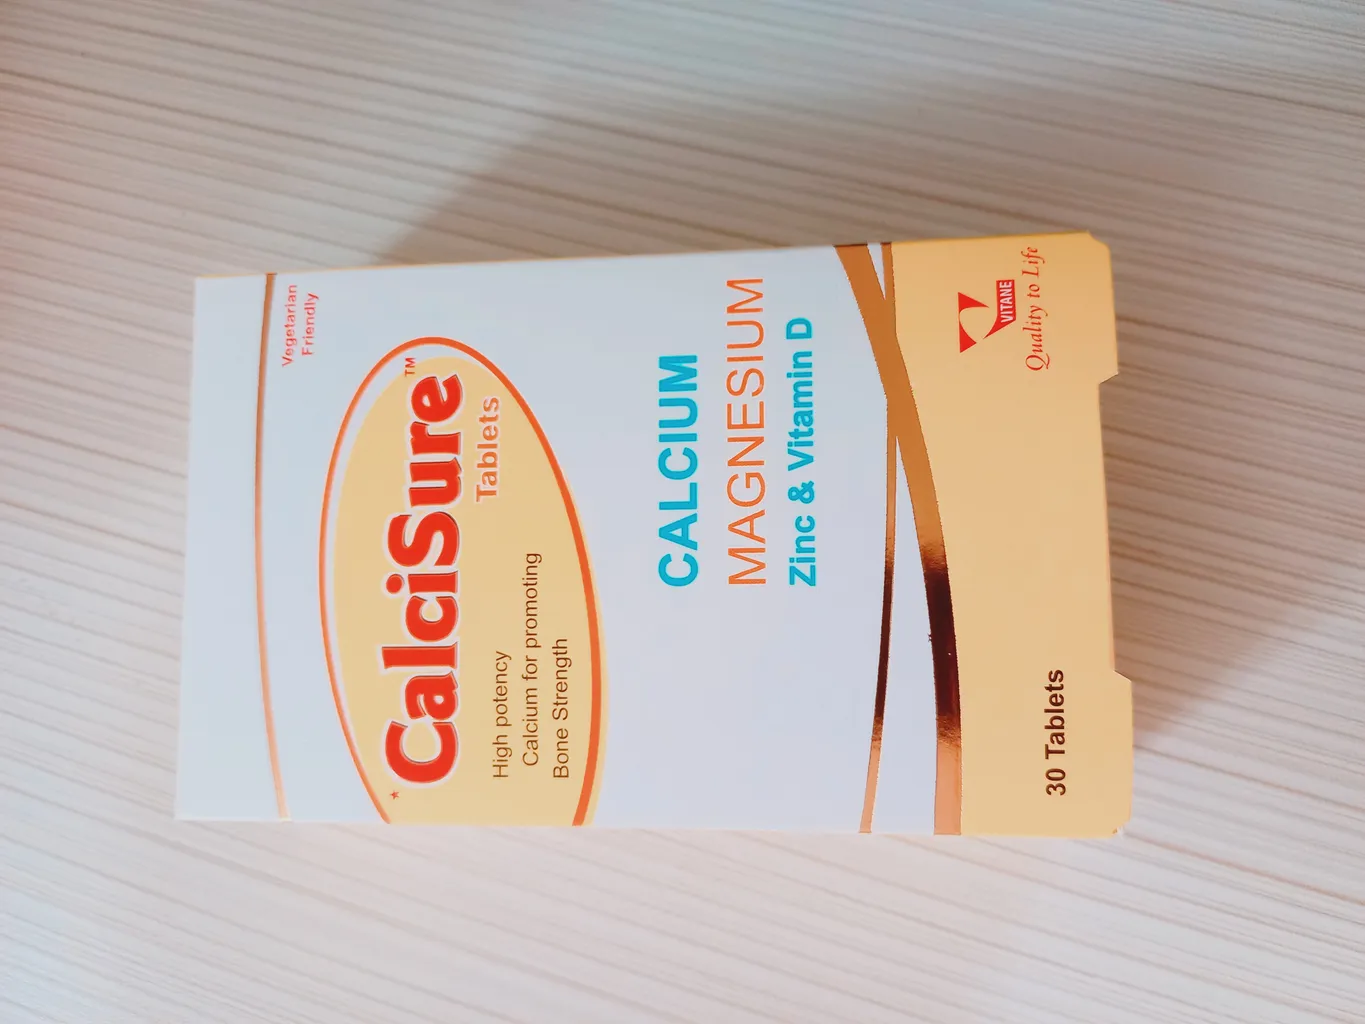 Vegetarian
Friendly
CalciSure™
Tablets
High potency
Calcium for promoting
Bone Strength
CALCIUM
MAGNESIUM
Zinc & Vitamin D
VITANE
Quality to Life
30 Tablets